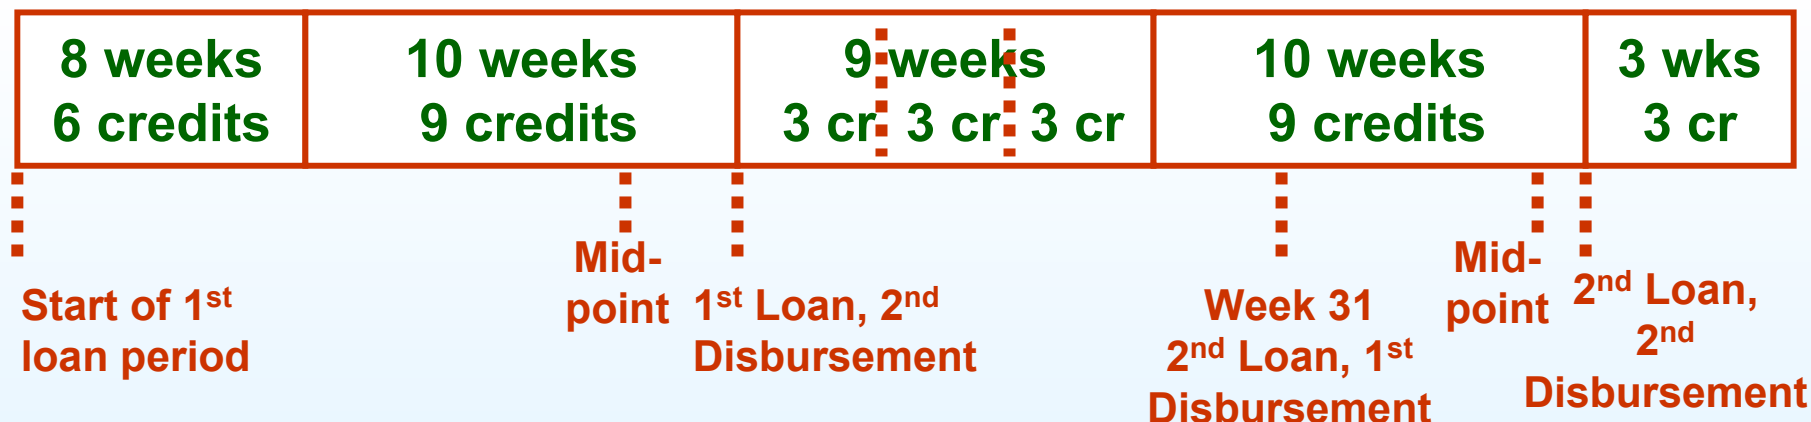 8 weeks
6 credits
10 weeks
9 credits
9 weeks
3 cr 3 cr 3 cr
10 weeks
9 credits
3 wks
3 cr
Start of 1st
loan period
Mid-
point
1st Loan, 2nd
Disbursement
Week 31
2nd Loan, 1st
Disbursement
Mid-
point
2nd Loan,
2nd
Disbursement